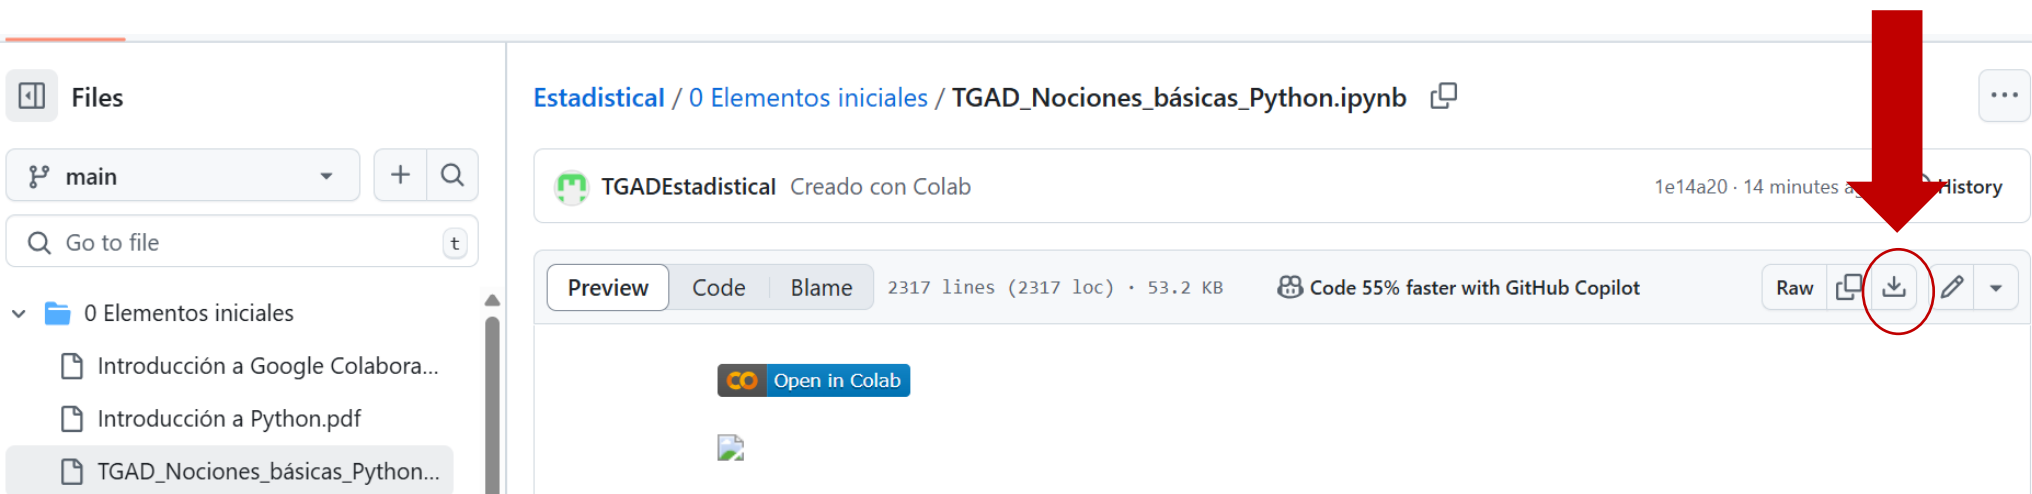 Files
main
Go to file
t
0 Elementos iniciales
Introducción a Google Colabora...
Introducción a Python.pdf
TGAD_Nociones_básicas_Python...
Estadistical / 0 Elementos iniciales / TGAD_Nociones_básicas_Python.ipynb
TGADEstadistical Creado con Colab
1e14a20 · 14 minutes History
Preview Code Blame 2317 lines (2317 loc) · 53.2 KB Code 55% faster with GitHub Copilot Raw
Open in Colab